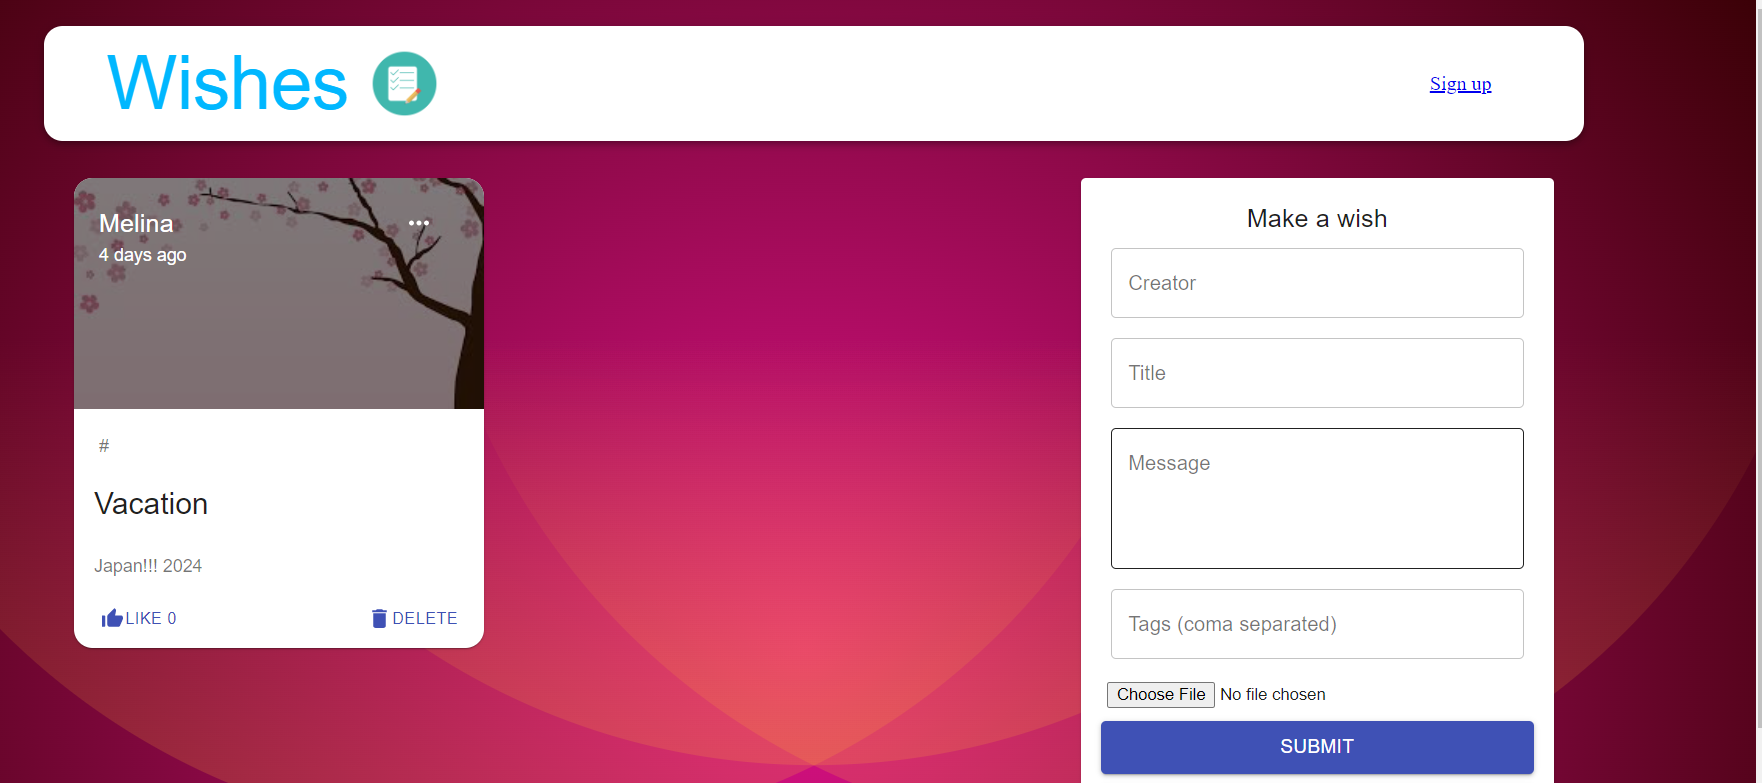 Wishes
Sign up
Melina
4 days ago
#
Vacation
Japan!!! 2024
LIKE 0
DELETE
Make a wish
Creator
Title
Message
Tags (coma separated)
Choose File No file chosen
SUBMIT